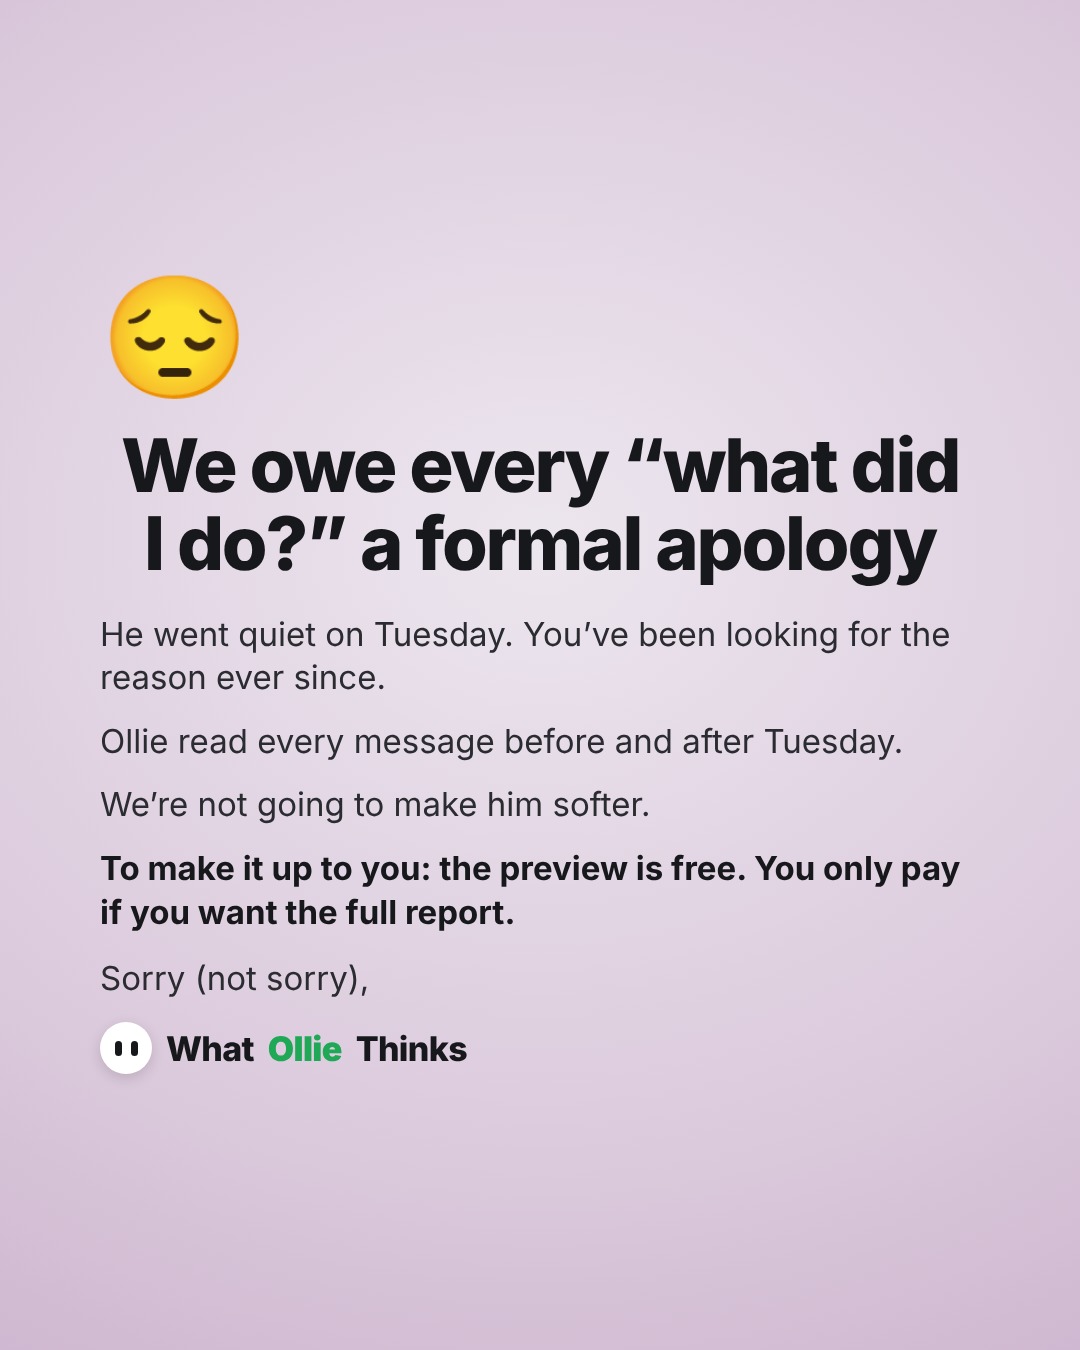 We owe every “what did
I do?” a formal apology
He went quiet on Tuesday. You’ve been looking for the
reason ever since.
Ollie read every message before and after Tuesday.
We’re not going to make him softer.
To make it up to you: the preview is free. You only pay
if you want the full report.
Sorry (not sorry),
What Ollie Thinks